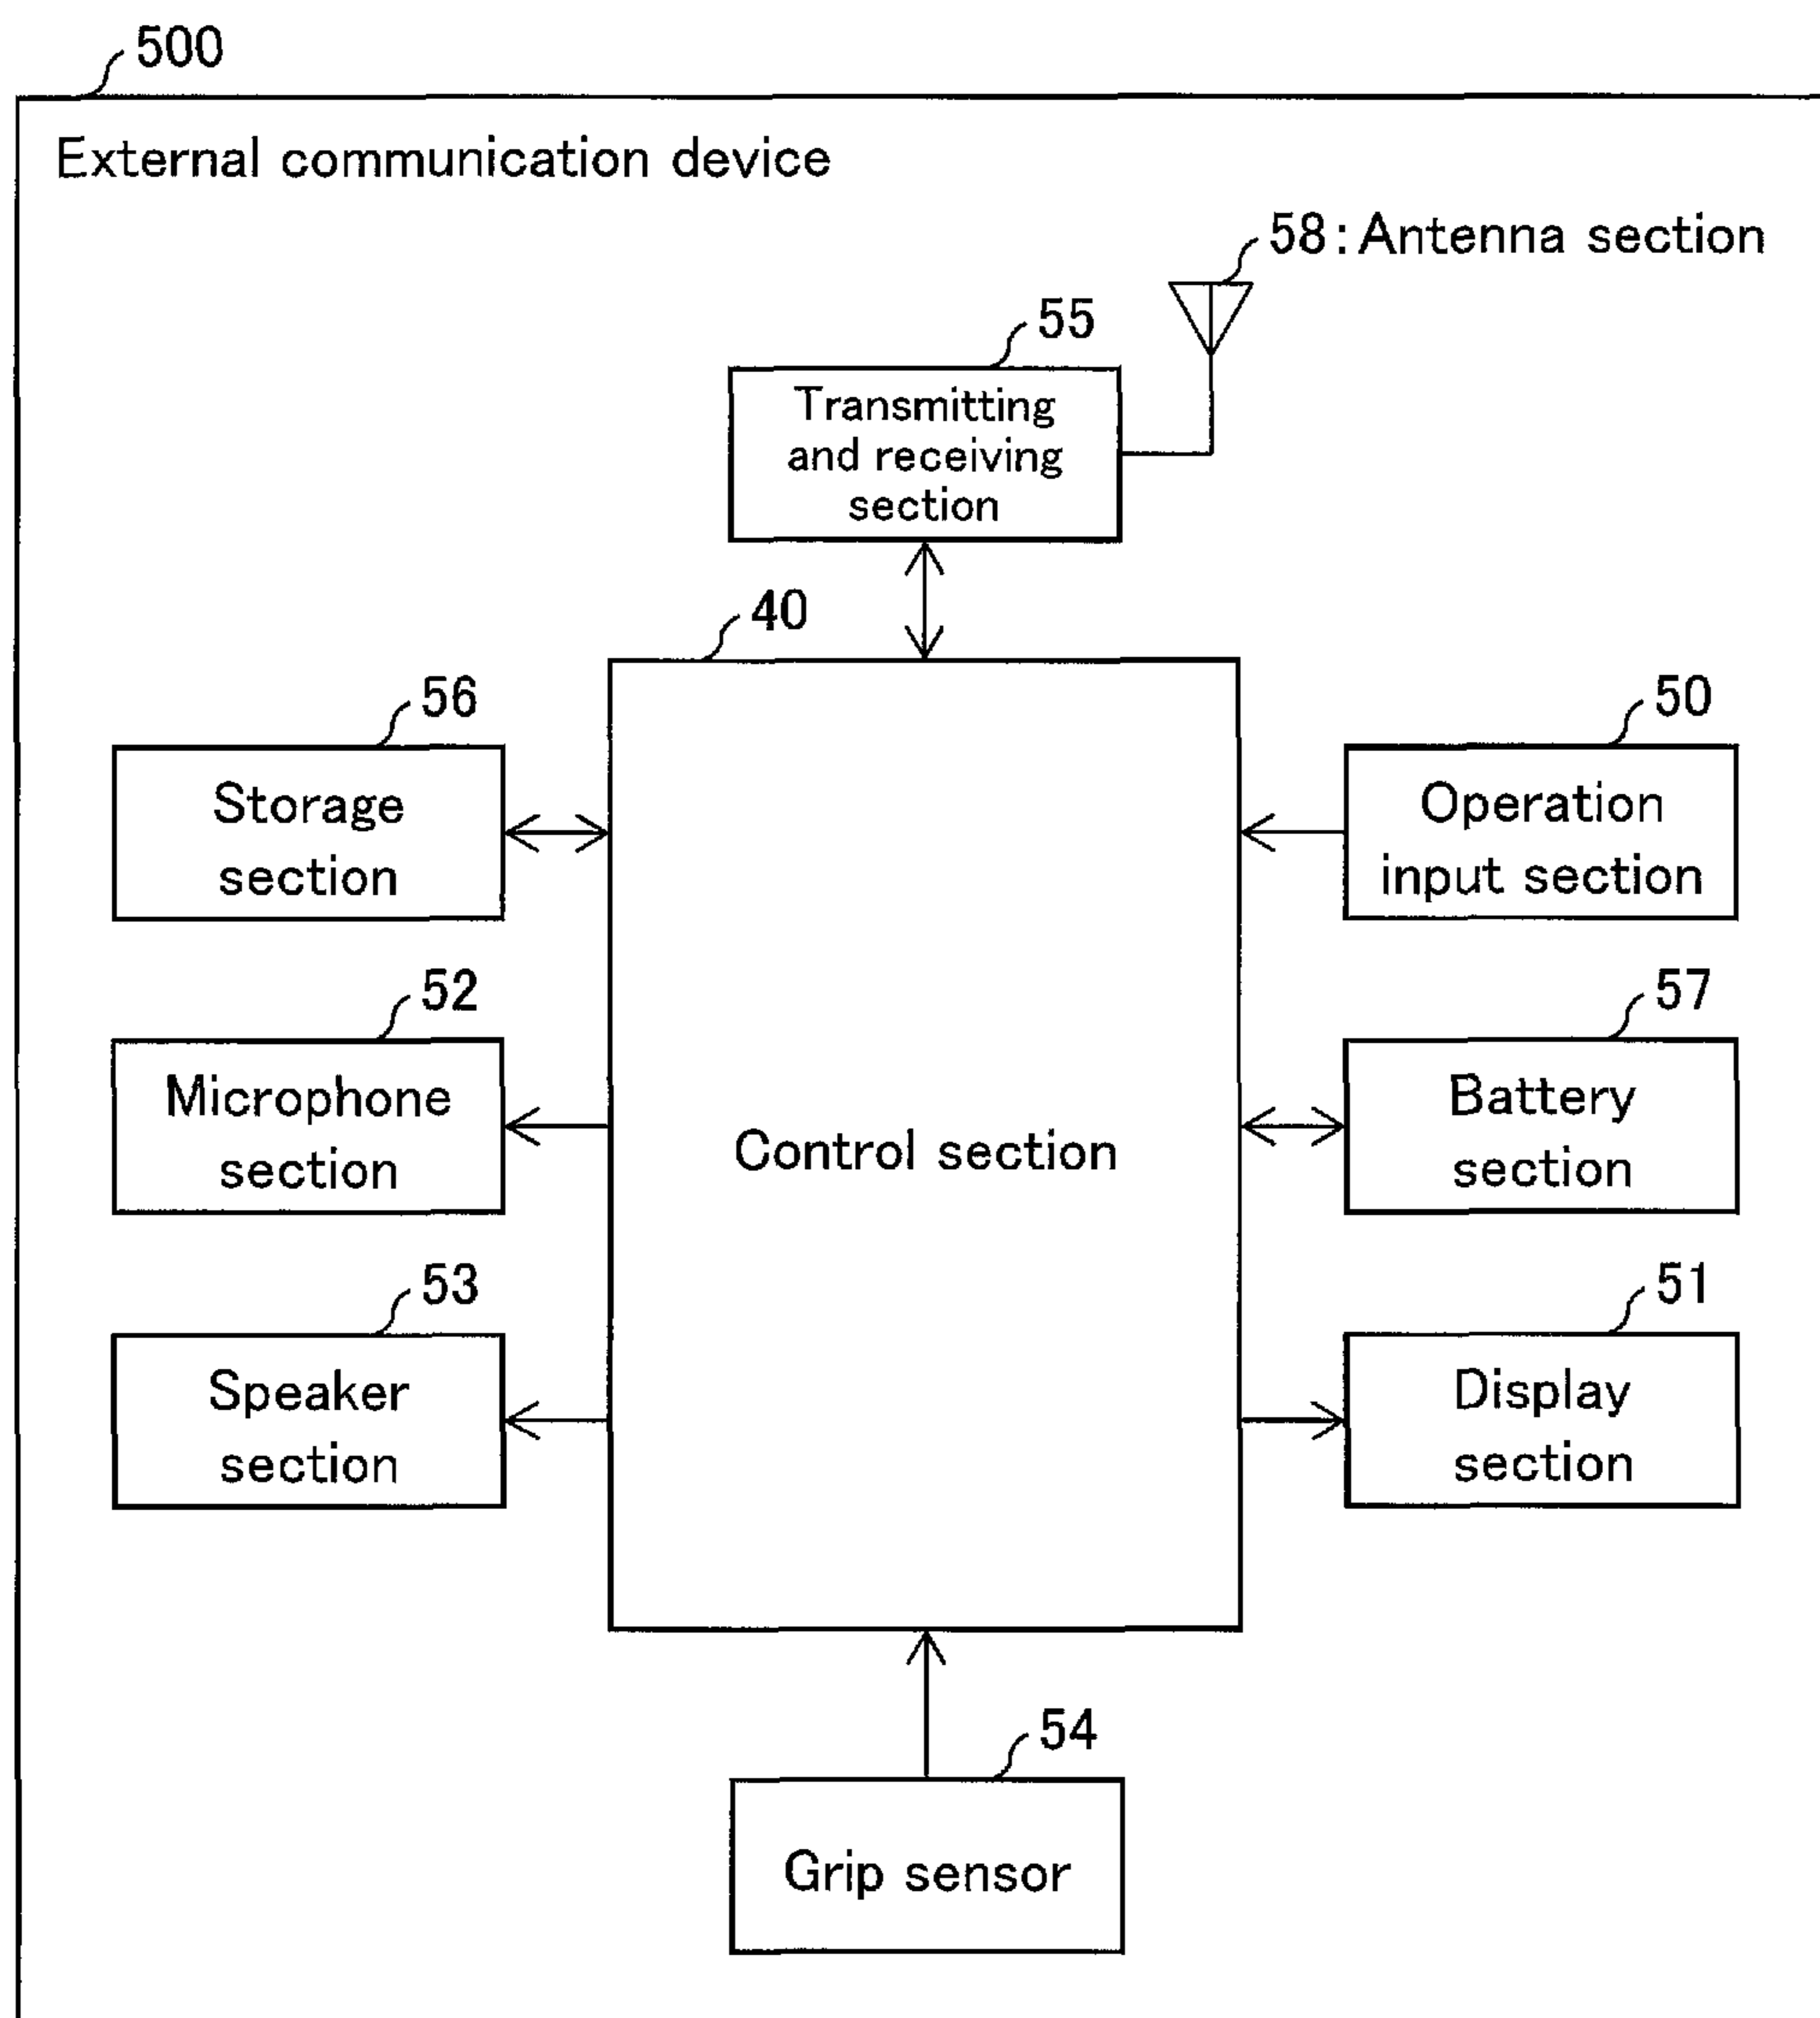 500
External communication device
58:Antenna section
55
Transmitting
and receiving
section
40
56
Storage
section
50
Operation
input section
52
Microphone
section
57
Battery
section
Control section
53
Speaker
section
51
Display
section
54
Grip sensor